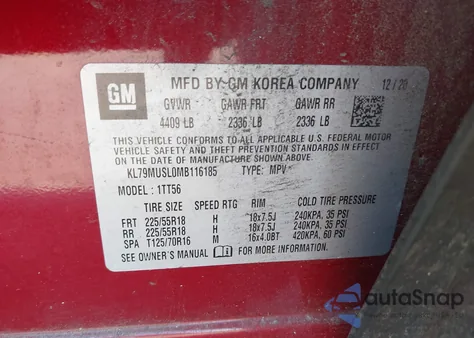 GM MFD BY GM KOREA COMPANY 12/20
GVWR GAWR FRT GAWR RR
4409 LB 2336 LB 2336 LB
THIS VEHICLE CONFORMS TO ALL APPLICABLE U.S. FEDERAL MOTOR
VEHICLE SAFETY AND THEFT PREVENTION STANDARDS IN EFFECT
ON THE DATE OF MANUFACTURE SHOWN ABOVE.
KL79MUSL0MB116185 TYPE: MPV
MODEL: 1TT56
TIRE SIZE SPEED RTG RIM COLD TIRE PRESSURE
FRT 225/55R18 H 18x7.5J 240KPA, 35 PSI
RR 225/55R18 H 18x7.5J 240KPA, 35 PSI
SPA T125/70R16 M 16x4.0BT 420KPA, 60 PSI
SEE OWNER'S MANUAL FOR MORE INFORMATION
autoSnap